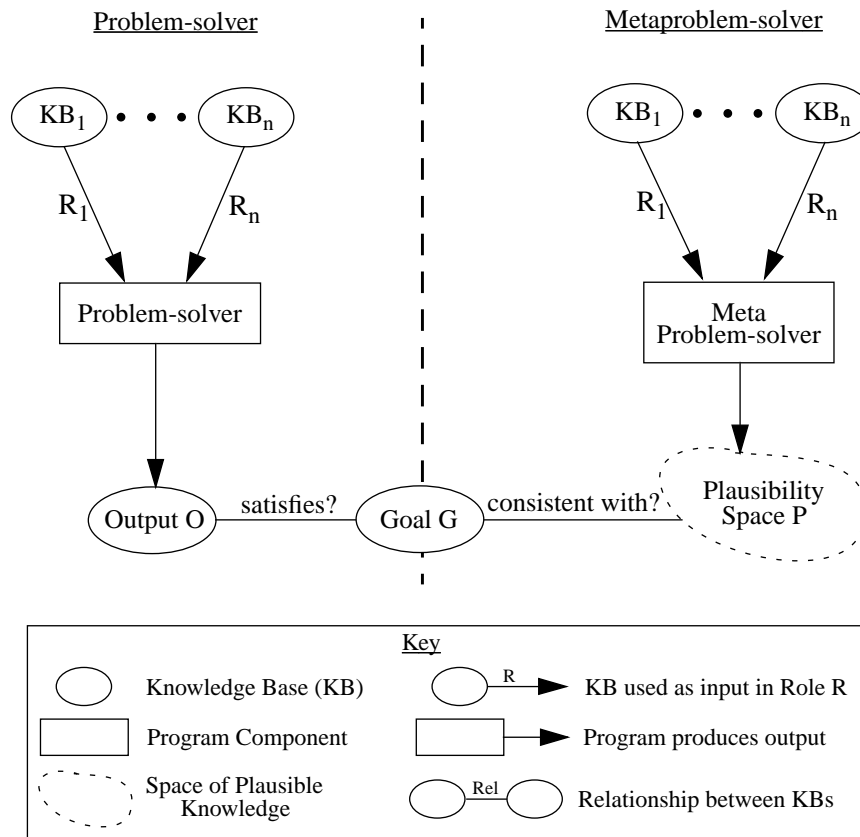 Problem-solver
Metaproblem-solver
KB1 • • • KBn
KB1 • • • KBn
R1
Rn
R1
Rn
Problem-solver
Meta
Problem-solver
Output O
satisfies?
Goal G
consistent with?
Plausibility
Space P
Key
Knowledge Base (KB)
R
KB used as input in Role R
Program Component
Program produces output
Space of Plausible
Knowledge
Rel
Relationship between KBs